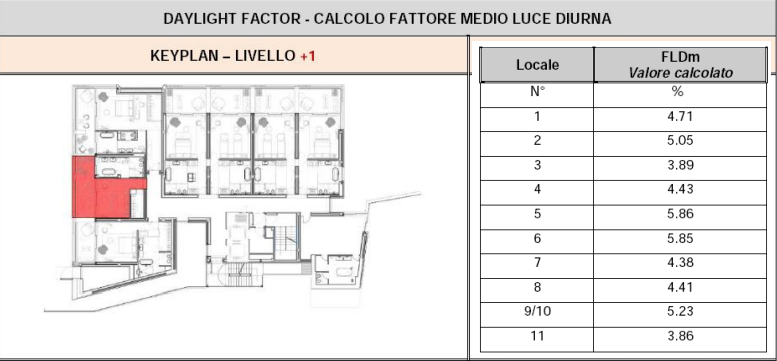 DAYLIGHT FACTOR - CALCOLO FATTORE MEDIO LUCE DIURNA
KEYPLAN – LIVELLO +1
Locale FLDm
Valore calcolato
N° %
1 4.71
2 5.05
3 3.89
4 4.43
5 5.86
6 5.85
7 4.38
8 4.41
9/10 5.23
11 3.86